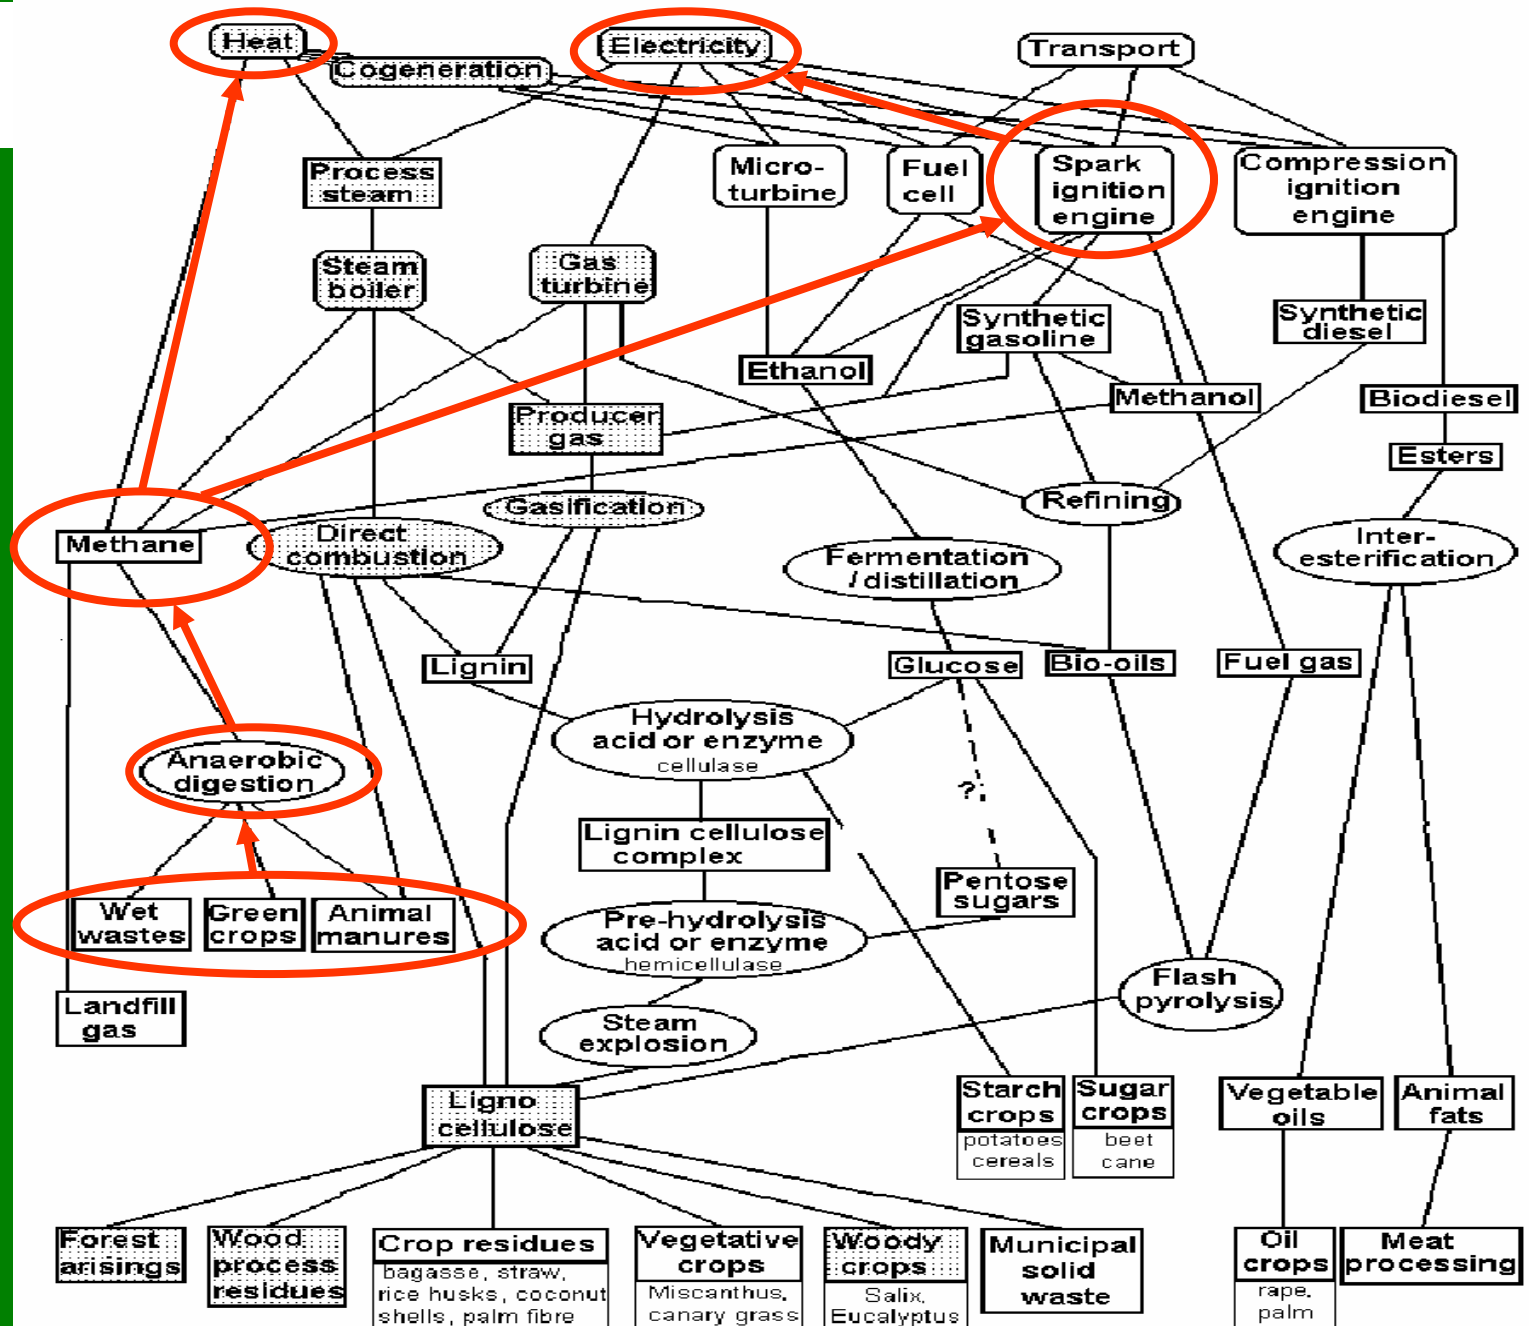 Heat
Electricity
Transport
Cogeneration
Process
steam
Micro-
turbine
Fuel
cell
Spark
ignition
engine
Compression
ignition
engine
Steam
boiler
Gas
turbine
Synthetic
gasoline
Synthetic
diesel
Ethanol
Methanol
Biodiesel
Producer
gas
Esters
Gasification
Refining
Methane
Direct
combustion
Fermentation
/distillation
Inter-
esterification
Lignin
Glucose
Bio-oils
Fuel gas
Hydrolysis
acid or enzyme
cellulase
Anaerobic
digestion
?
Lignin cellulose
complex
Pentose
sugars
Wet
wastes
Green
crops
Animal
manures
Pre-hydrolysis
acid or enzyme
hemicellulase
Flash
pyrolysis
Landfill
gas
Steam
explosion
Ligno
cellulose
Starch
crops
potatoes
cereals
Sugar
crops
beet
cane
Vegetable
oils
Animal
fats
Forest
arisings
Wood
process
residues
Crop residues
bagasse, straw,
rice husks, coconut
shells, palm fibre
Vegetative
crops
Miscanthus,
canary grass
Woody
crops
Salix,
Eucalyptus
Municipal
solid
waste
Oil
crops
rape,
palm
Meat
processing